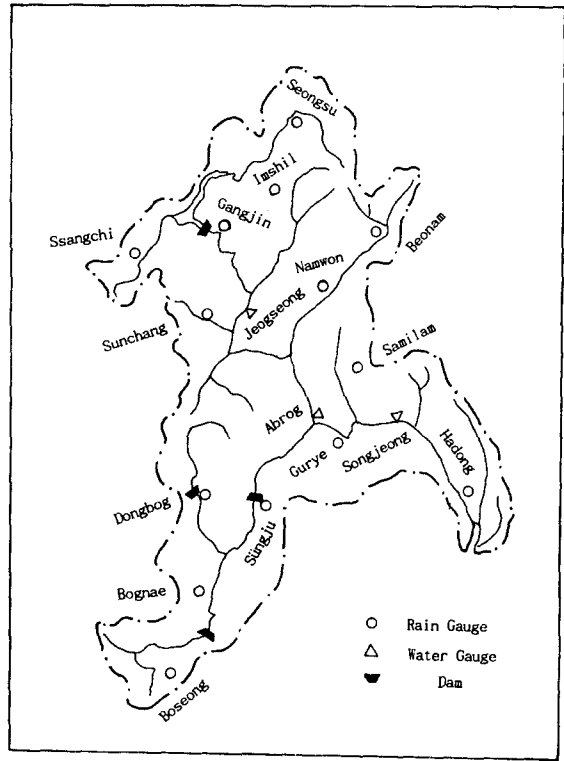 Seongsu
Imshil
Gangjin
Ssangchi
Beonam
Namwon
Sunchang
Jeogseong
Samilam
Abrog
Gurye
Songjeong
Hadong
Dongbog
Süngju
Bognae
Boseong
Rain Gauge
Water Gauge
Dam